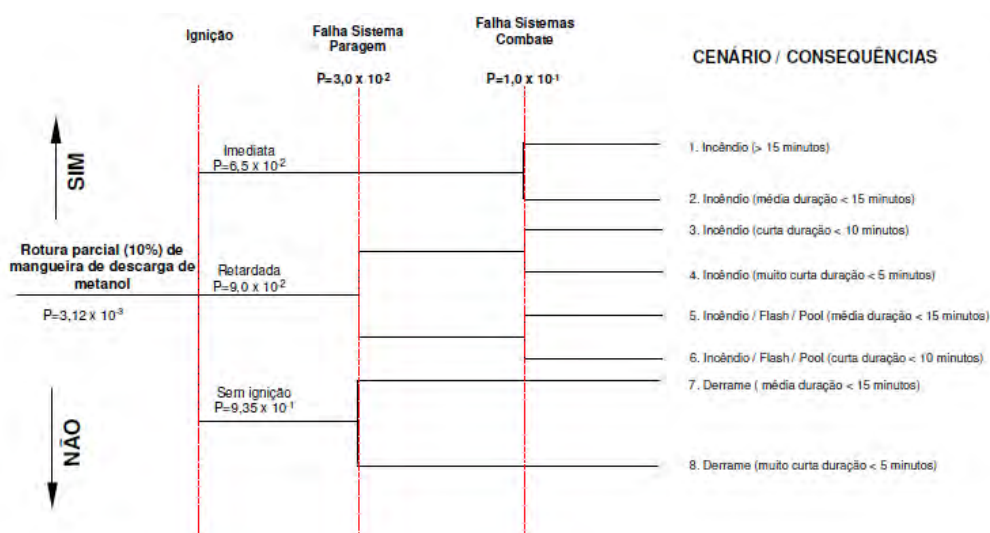 Ignição
Falha Sistema
Paragem
P=3,0 x 10-2
Falha Sistemas
Combate
P=1,0 x 10-1
CENÁRIO / CONSEQUÊNCIAS
SIM
Imediata
P=6,5 x 10-2
1. Incêndio (> 15 minutos)
2. Incêndio (média duração < 15 minutos)
3. Incêndio (curta duração < 10 minutos)
Rotura parcial (10%) de
mangueira de descarga de
metanol
P=3,12 x 10-3
Retardada
P=9,0 x 10-2
4. Incêndio (muito curta duração < 5 minutos)
5. Incêndio / Flash / Pool (média duração < 15 minutos)
6. Incêndio / Flash / Pool (curta duração < 10 minutos)
Sem ignição
P=9,35 x 10-1
7. Derrame ( média duração < 15 minutos)
NÃO
8. Derrame (muito curta duração < 5 minutos)